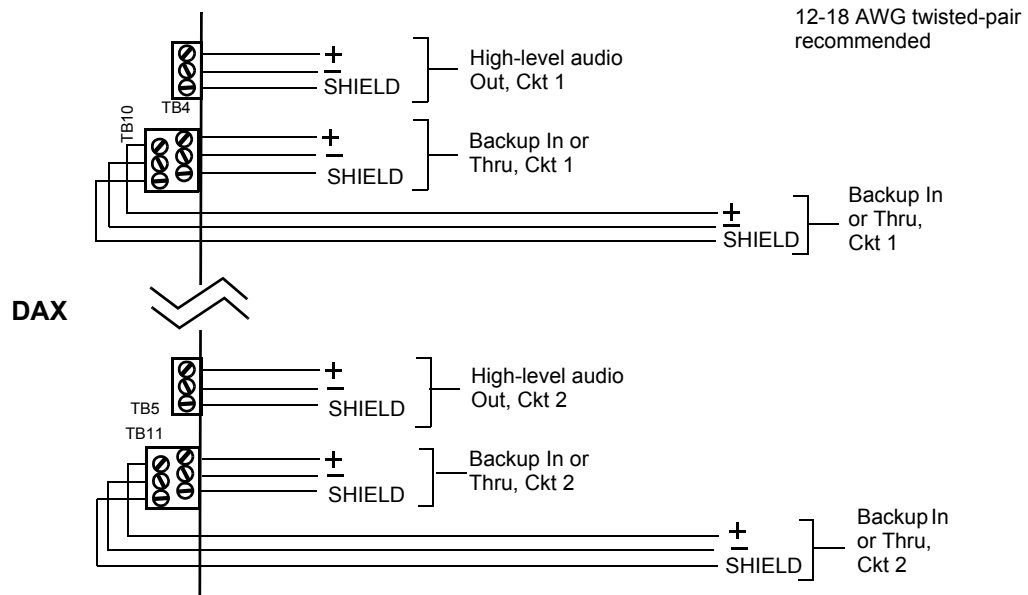 12-18 AWG twisted-pair
recommended
+
−
SHIELD
High-level audio
Out, Ckt 1
TB4
TB10
+
−
SHIELD
Backup In or
Thru, Ckt 1
+
−
SHIELD
Backup In
or Thru,
Ckt 1
DAX
+
−
SHIELD
High-level audio
Out, Ckt 2
TB5
TB11
+
−
SHIELD
Backup In or
Thru, Ckt 2
+
−
SHIELD
Backup In
or Thru,
Ckt 2